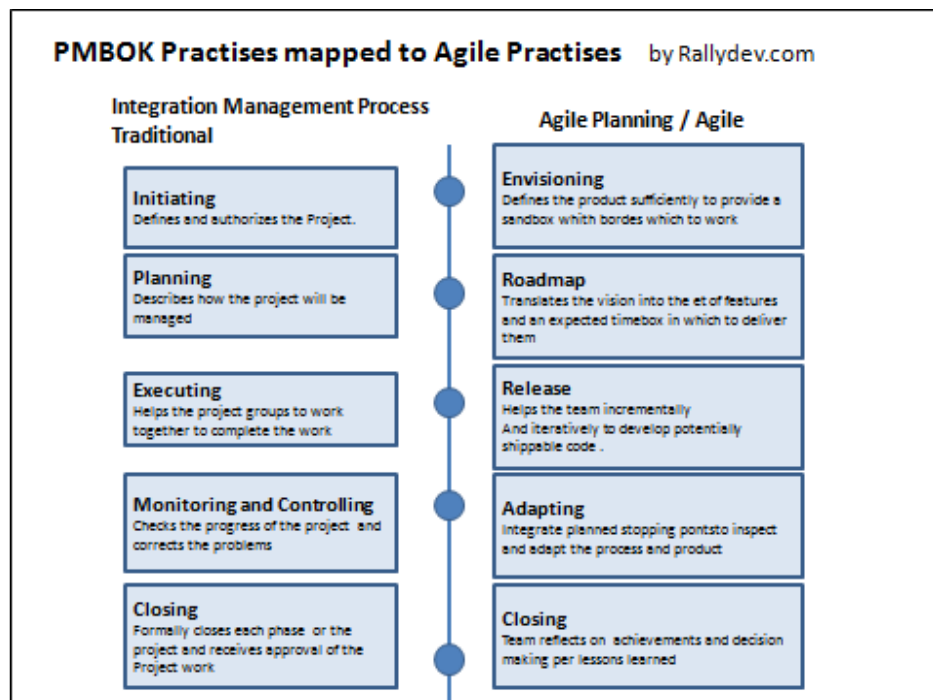 PMBOK Practises mapped to Agile Practises by Rallydev.com
Integration Management Process
Traditional
Agile Planning / Agile
Initiating
Defines and authorizes the Project.
Envisioning
Defines the product sufficiently to provide a
sandbox whith bordes which to work
Planning
Describes how the project will be
managed
Roadmap
Translates the vision into the et of features
and an expected timebox in which to deliver
them
Executing
Helps the project groups to work
together to complete the work
Release
Helps the team incrementally
And iteratively to develop potentially
shippable code .
Monitoring and Controlling
Checks the progress of the project and
corrects the problems
Adapting
Integrate planned stopping pontsto inspect
and adapt the process and product
Closing
Formally closes each phase or the
project and receives approval of the
Project work
Closing
Team reflects on achievements and decision
making per lessons learned